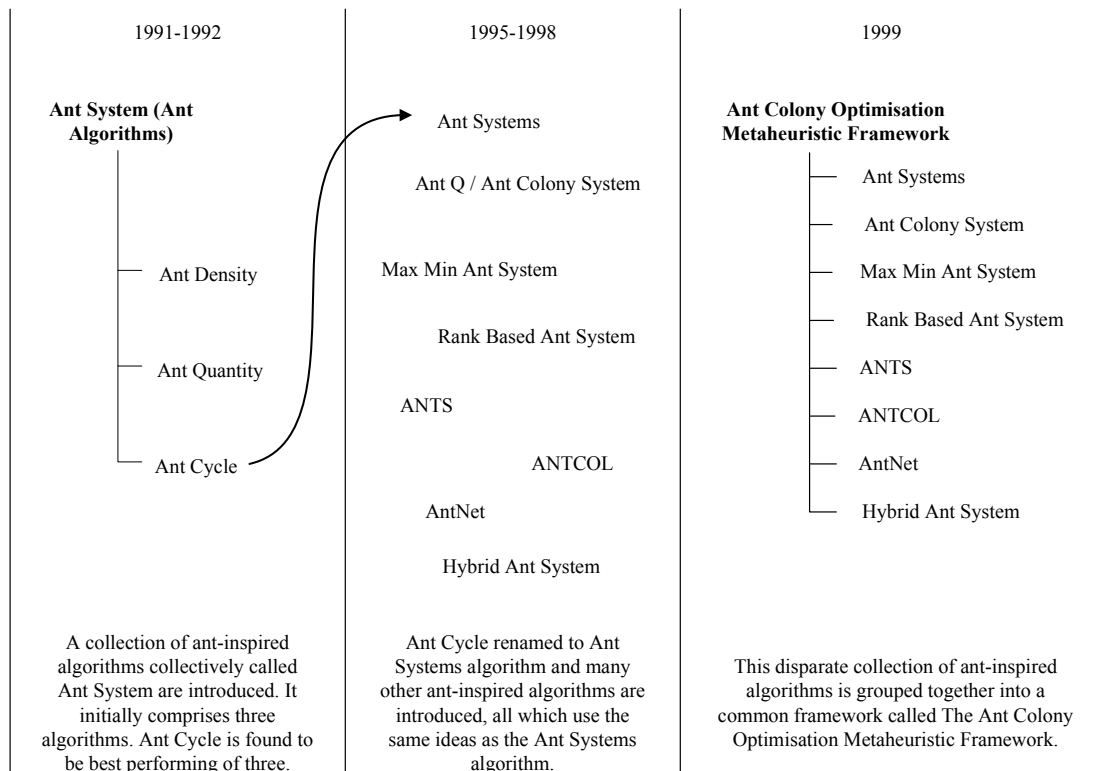 1991-1992
Ant System (Ant
Algorithms)
Ant Density
Ant Quantity
Ant Cycle
A collection of ant-inspired
algorithms collectively called
Ant System are introduced. It
initially comprises three
algorithms. Ant Cycle is found to
be best performing of three.
1995-1998
Ant Systems
Ant Q / Ant Colony System
Max Min Ant System
Rank Based Ant System
ANTS
ANTCOL
AntNet
Hybrid Ant System
Ant Cycle renamed to Ant
Systems algorithm and many
other ant-inspired algorithms are
introduced, all which use the
same ideas as the Ant Systems
algorithm.
1999
Ant Colony Optimisation
Metaheuristic Framework
Ant Systems
Ant Colony System
Max Min Ant System
Rank Based Ant System
ANTS
ANTCOL
AntNet
Hybrid Ant System
This disparate collection of ant-inspired
algorithms is grouped together into a
common framework called The Ant Colony
Optimisation Metaheuristic Framework.